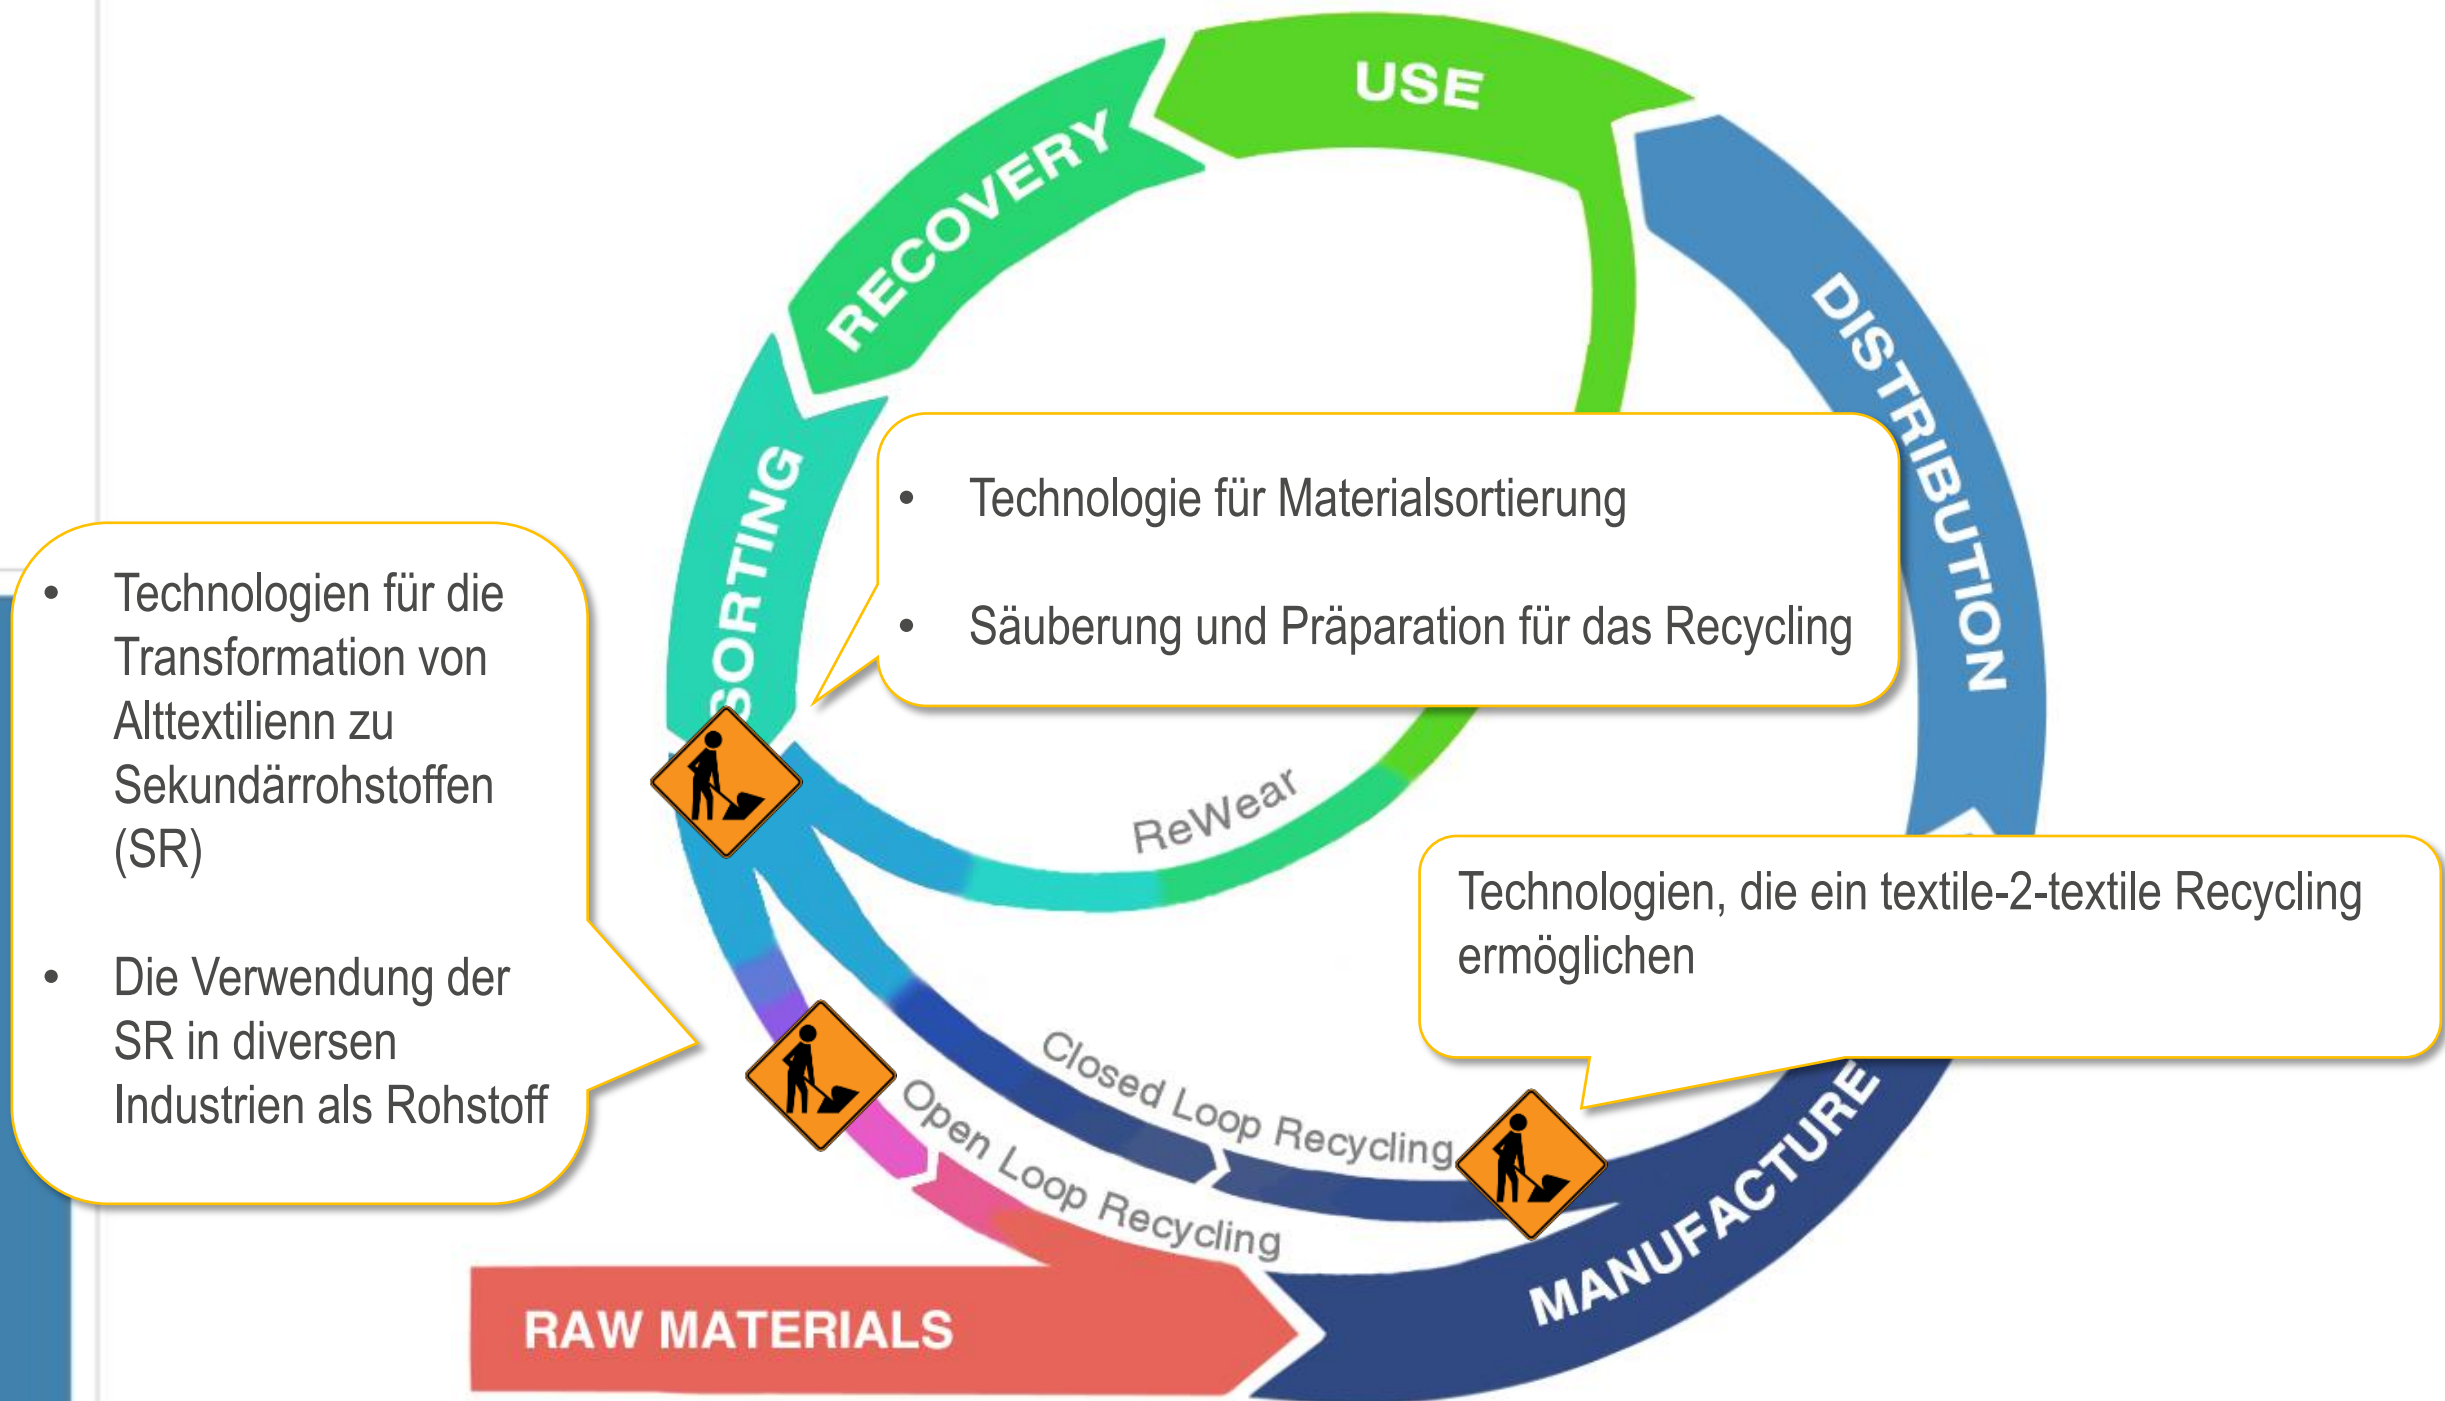 USE
RECOVERY
DISTRIBUTION
SORTING
• Technologie für Materialsortierung
• Säuberung und Präparation für das Recycling
• Technologien für die
Transformation von
Alttextilienn zu
Sekundärrohstoffen
(SR)
• Die Verwendung der
SR in diversen
Industrien als Rohstoff
ReWear
Technologien, die ein textile-2-textile Recycling
ermöglichen
Closed Loop Recycling
Open Loop Recycling
MANUFACTURE
RAW MATERIALS